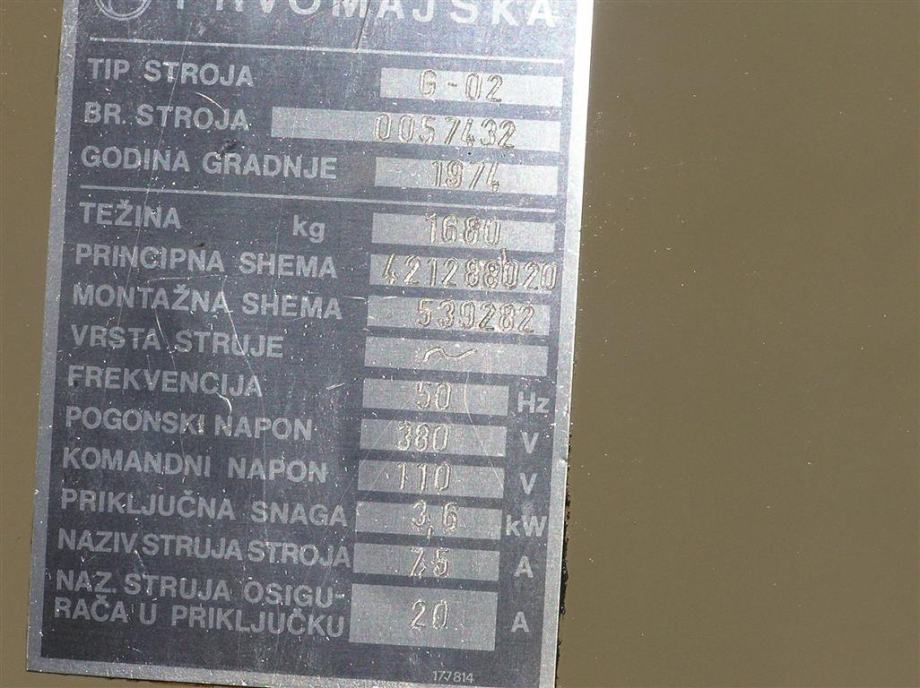 PRVOMAJSKA
TIP STROJA G-02
BR. STROJA 0057432
GODINA GRADNJE 1974
TEŽINA kg 1680
PRINCIPNA SHEMA 421288020
MONTAŽNA SHEMA 539282
VRSTA STRUJE ~
FREKVENCIJA 50 Hz
POGONSKI NAPON 380 V
KOMANDNI NAPON 110 V
PRIKLJUČNA SNAGA 3,6 kW
NAZIV. STRUJA STROJA 7,5 A
NAZ. STRUJA OSIGU-
RAČA U PRIKLJUČKU 20 A
177814